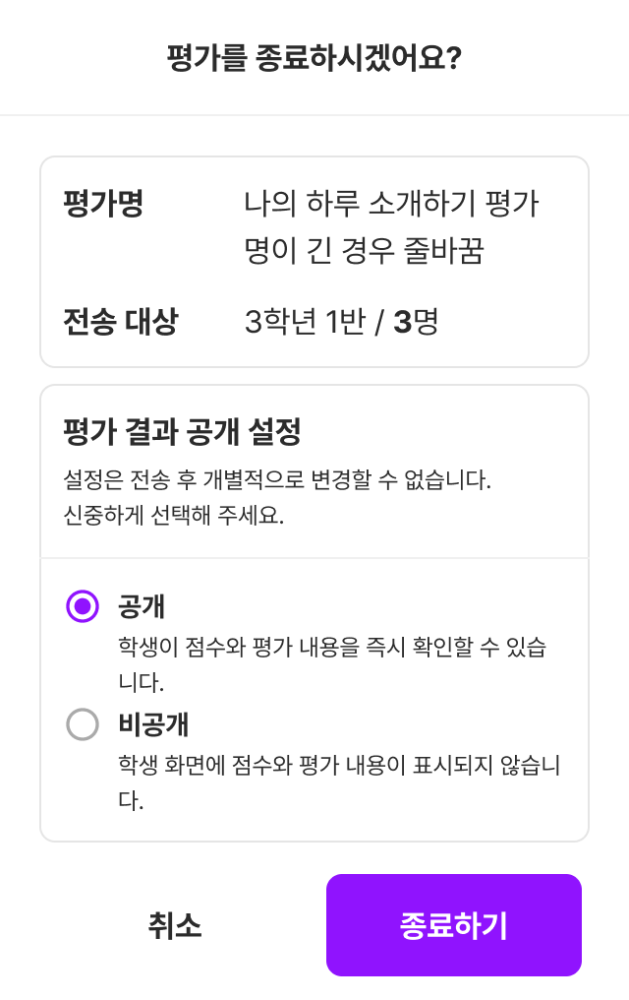 평가를 종료하시겠어요?
평가명 나의 하루 소개하기 평가
명이 긴 경우 줄바꿈
전송 대상 3학년 1반 / 3명
평가 결과 공개 설정
설정은 전송 후 개별적으로 변경할 수 없습니다.
신중하게 선택해 주세요.
공개
학생이 점수와 평가 내용을 즉시 확인할 수 있습
니다.
비공개
학생 화면에 점수와 평가 내용이 표시되지 않습니
다.
취소 종료하기